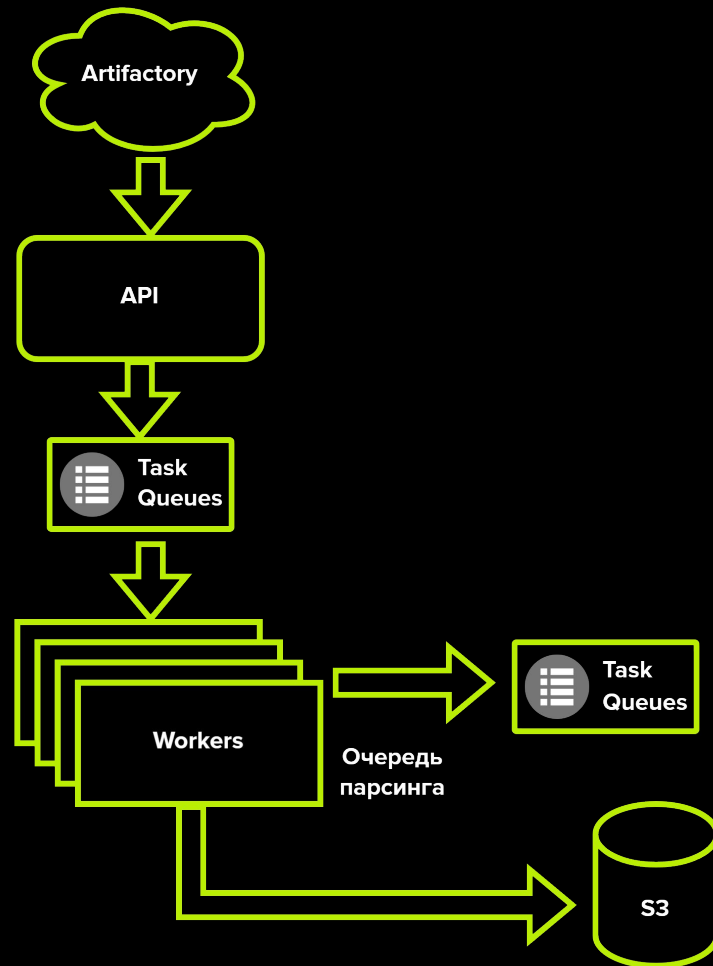 Artifactory
API
Task
Queues
Workers
Task
Queues
Очередь
парсинга
S3